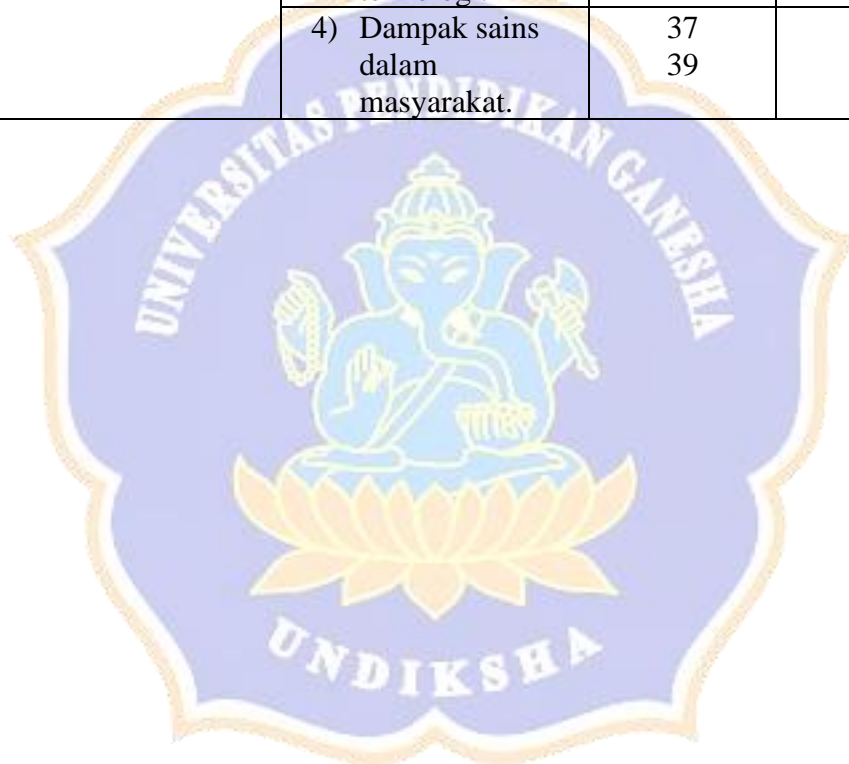 4) Dampak sains 37
dalam 39
masyarakat.
UNIVERSITAS PENDIDIKAN GANESHA
UNDIKSHA